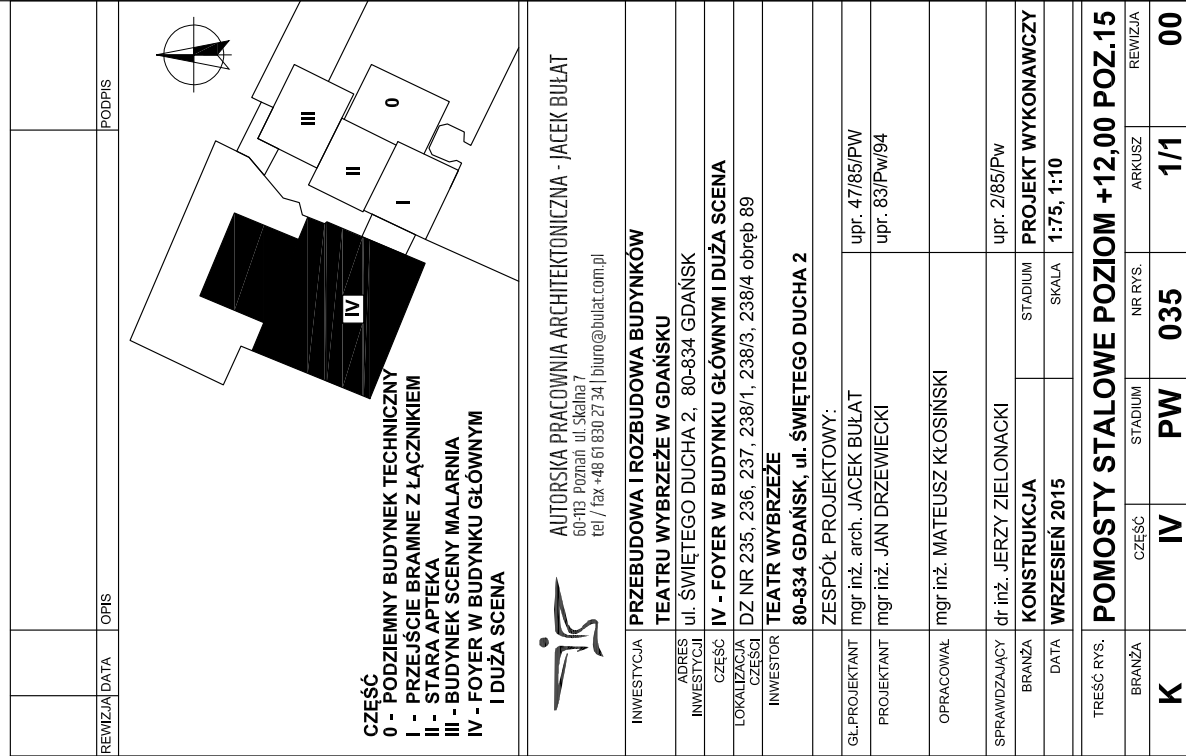 REWIZJA DATA OPIS PODPIS
III
0
II
I
IV
CZĘŚĆ
0 - PODZIEMNY BUDYNEK TECHNICZNY
I - PRZEJŚCIE BRAMNE Z ŁĄCZNIKIEM
II - STARA APTEKA
III - BUDYNEK SCENY MALARNIA
IV - FOYER W BUDYNKU GŁÓWNYM
I DUŻA SCENA
AUTORSKA PRACOWNIA ARCHITEKTONICZNA - JACEK BUŁAT
60-113 Poznań ul. Skalna 7
tel / fax +48 61 830 27 34 | biuro@bulat.com.pl
INWESTYCJA PRZEBUDOWA I ROZBUDOWA BUDYNKÓW
TEATRU WYBRZEŻE W GDAŃSKU
ADRES INWESTYCJI ul. ŚWIĘTEGO DUCHA 2, 80-834 GDAŃSK
CZĘŚĆ IV - FOYER W BUDYNKU GŁÓWNYM I DUŻA SCENA
LOKALIZACJA CZĘŚCI DZ NR 235, 236, 237, 238/1, 238/3, 238/4 obręb 89
INWESTOR TEATR WYBRZEŻE
80-834 GDAŃSK, ul. ŚWIĘTEGO DUCHA 2
ZESPÓŁ PROJEKTOWY:
GŁ.PROJEKTANT mgr inż. arch. JACEK BUŁAT upr. 47/85/PW
PROJEKTANT mgr inż. JAN DRZEWIECKI upr. 83/Pw/94
OPRACOWAŁ mgr inż. MATEUSZ KŁOSIŃSKI
SPRAWDZAJĄCY dr inż. JERZY ZIELONACKI upr. 2/85/Pw
BRANŻA KONSTRUKCJA STADIUM PROJEKT WYKONAWCZY
DATA WRZESIEŃ 2015 SKALA 1:75, 1:10
TREŚĆ RYS. POMOSTY STALOWE POZIOM +12,00 POZ.15
BRANŻA CZĘŚĆ STADIUM NR RYS. ARKUSZ REWIZJA
K IV PW 035 1/1 00